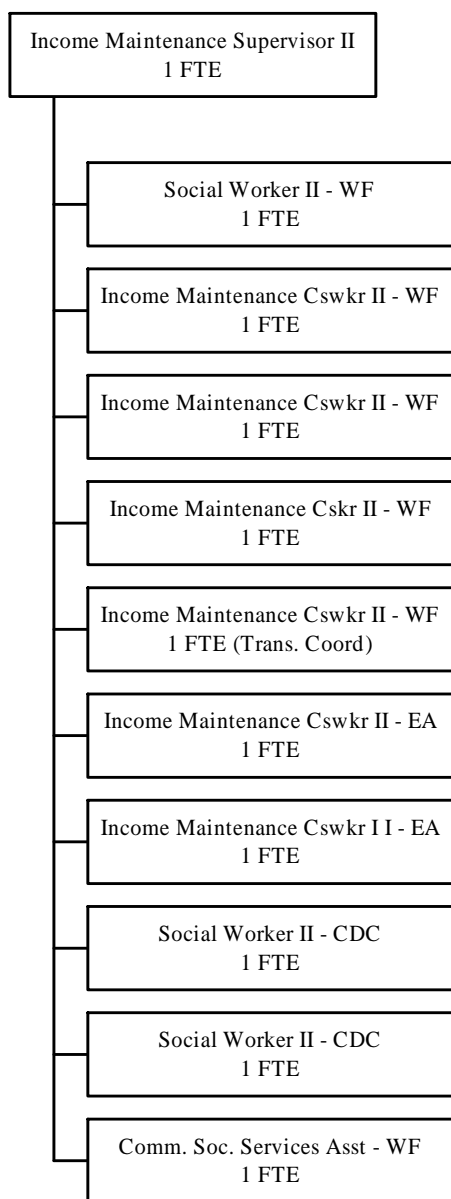 Income Maintenance Supervisor II
1 FTE
Social Worker II - WF
1 FTE
Income Maintenance Cswkr II - WF
1 FTE
Income Maintenance Cswkr II - WF
1 FTE
Income Maintenance Cskr II - WF
1 FTE
Income Maintenance Cswkr II - WF
1 FTE (Trans. Coord)
Income Maintenance Cswkr II - EA
1 FTE
Income Maintenance Cswkr I I - EA
1 FTE
Social Worker II - CDC
1 FTE
Social Worker II - CDC
1 FTE
Comm. Soc. Services Asst - WF
1 FTE